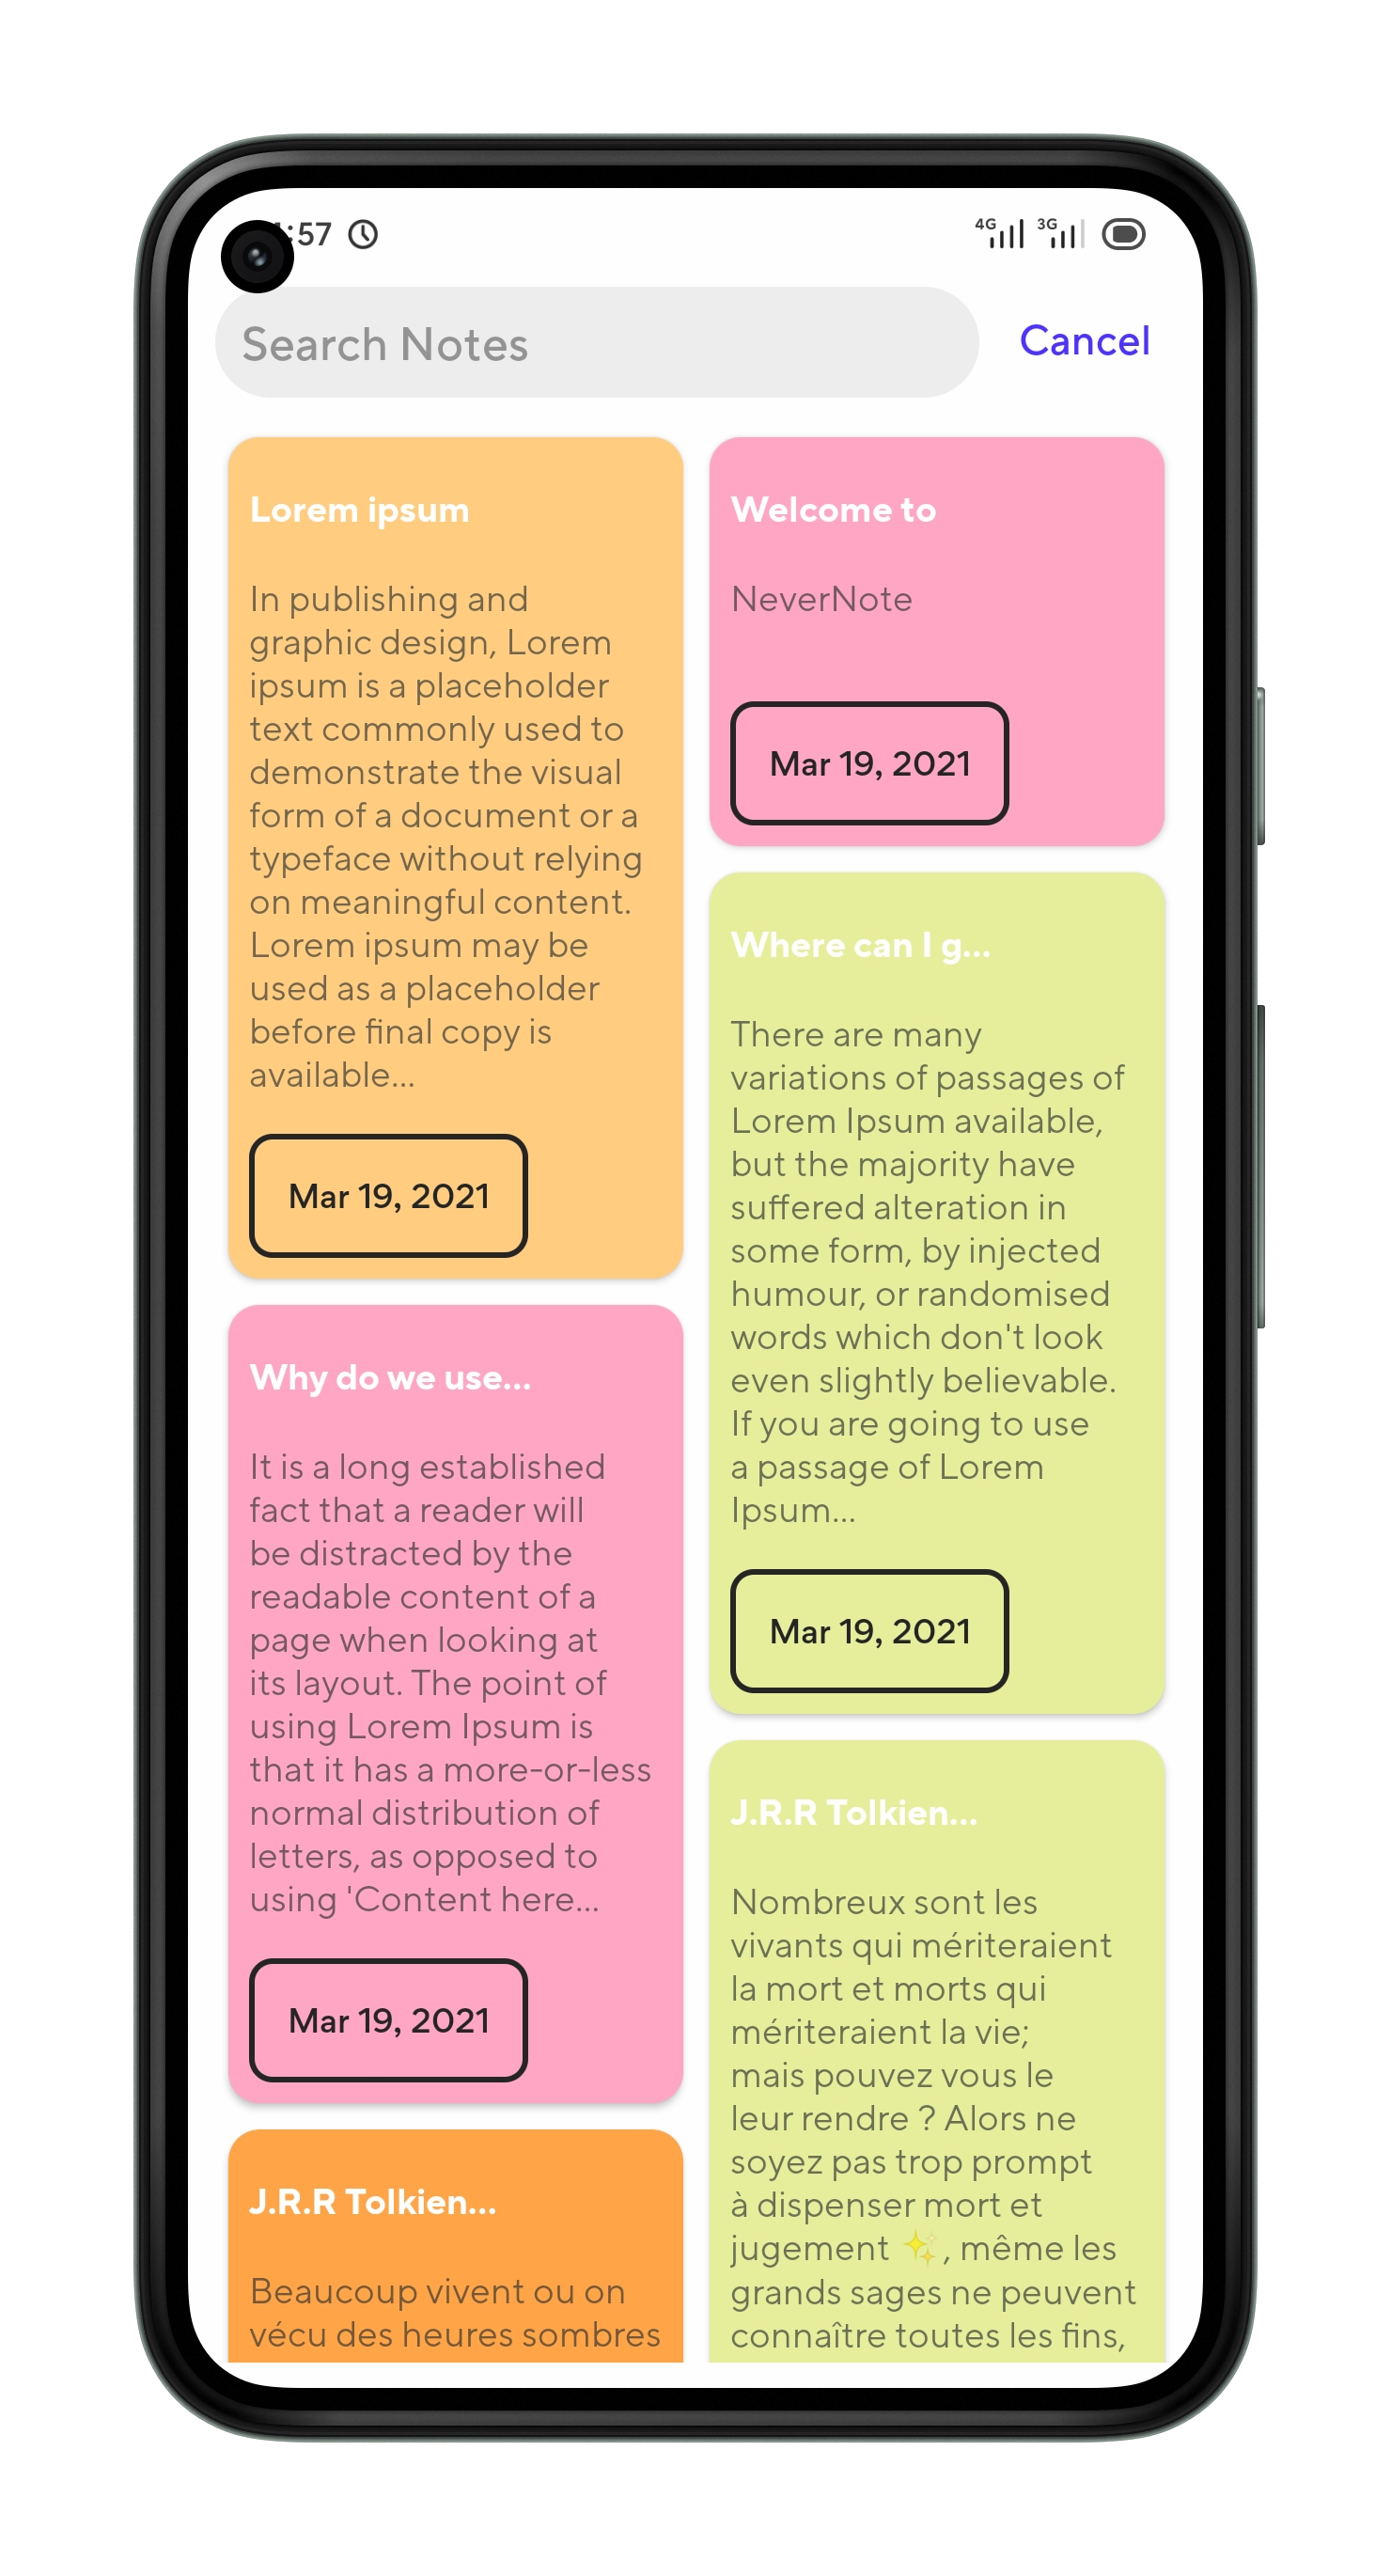 :57
4G 3G
Search Notes
Cancel
Lorem ipsum
In publishing and
graphic design, Lorem
ipsum is a placeholder
text commonly used to
demonstrate the visual
form of a document or a
typeface without relying
on meaningful content.
Lorem ipsum may be
used as a placeholder
before final copy is
available...
Mar 19, 2021
Why do we use...
It is a long established
fact that a reader will
be distracted by the
readable content of a
page when looking at
its layout. The point of
using Lorem Ipsum is
that it has a more-or-less
normal distribution of
letters, as opposed to
using 'Content here...
Mar 19, 2021
J.R.R Tolkien...
Beaucoup vivent ou on
vécu des heures sombres
Welcome to
NeverNote
Mar 19, 2021
Where can I g...
There are many
variations of passages of
Lorem Ipsum available,
but the majority have
suffered alteration in
some form, by injected
humour, or randomised
words which don't look
even slightly believable.
If you are going to use
a passage of Lorem
Ipsum...
Mar 19, 2021
J.R.R Tolkien...
Nombreux sont les
vivants qui mériteraient
la mort et morts qui
mériteraient la vie;
mais pouvez vous le
leur rendre ? Alors ne
soyez pas trop prompt
à dispenser mort et
jugement ✨, même les
grands sages ne peuvent
connaître toutes les fins,